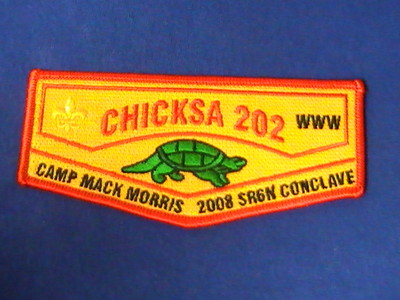 CHICKSA 202 WWW
CAMP MACK MORRIS 2008 SR6N CONCLAVE